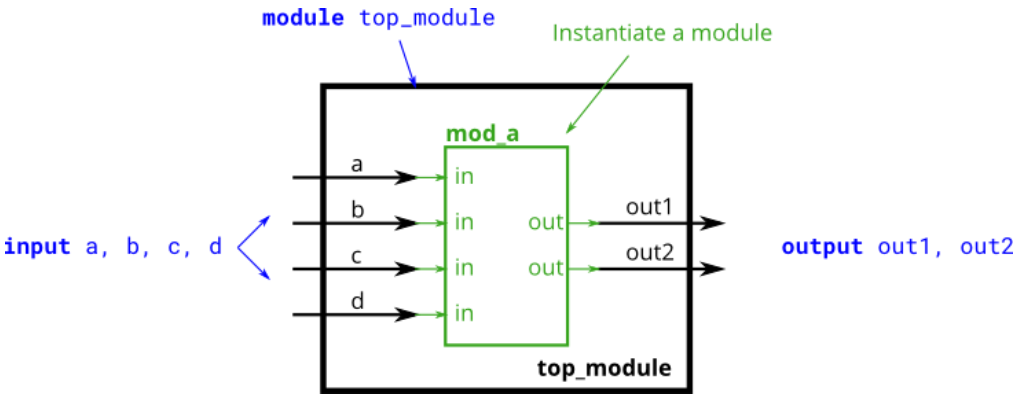 module top_module
Instantiate a module
mod_a
a
in
b
in
out
out1
input a, b, c, d
output out1, out2
c
in
out
out2
d
in
top_module